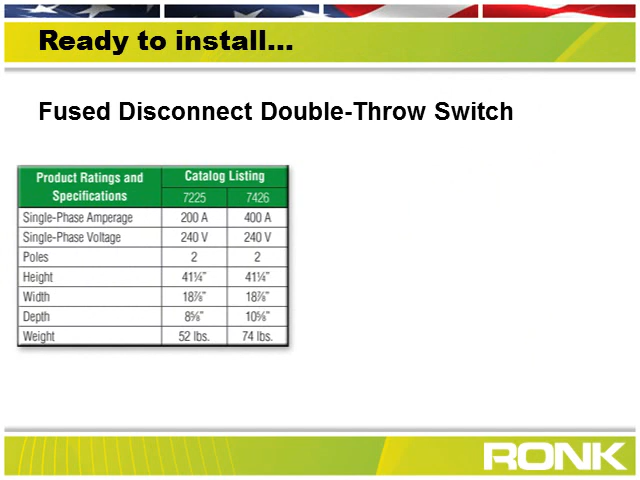 Ready to install...
Fused Disconnect Double-Throw Switch
Product Ratings and Specifications Catalog Listing
7225 7426
Single-Phase Amperage 200 A 400 A
Single-Phase Voltage 240 V 240 V
Poles 2 2
Height 41¼" 41¼"
Width 18⅞" 18⅞"
Depth 8⅝" 10⅝"
Weight 52 lbs. 74 lbs.
RONK